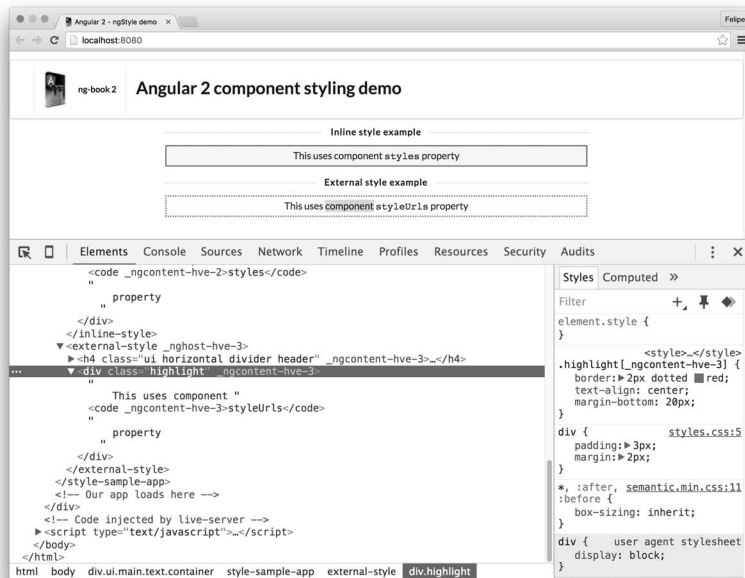 Angular 2 - ngStyle demo ×
Felipe
localhost:8080
ng-book 2
Angular 2 component styling demo
Inline style example
This uses component styles property
External style example
This uses component styleUrls property
Elements Console Sources Network Timeline Profiles Resources Security Audits
<code _ngcontent-hve-2>styles</code>
"
property
"
</div>
</inline-style>
▼<external-style _nghost-hve-3>
▶<h4 class="ui horizontal divider header" _ngcontent-hve-3>…</h4>
… ▼<div class="highlight" _ngcontent-hve-3>
"
This uses component "
<code _ngcontent-hve-3>styleUrls</code>
"
property
"
</div>
</external-style>
</style-sample-app>
<!-- Our app loads here -->
</div>
<!-- Code injected by live-server -->
▶<script type="text/javascript">…</script>
</body>
</html>
html body div.ui.main.text.container style-sample-app external-style div.highlight
Styles Computed »
Filter
element.style {
}
<style>…</style>
.highlight[_ngcontent-hve-3] {
border:▶2px dotted red;
text-align: center;
margin-bottom: 20px;
}
div { styles.css:5
padding:▶3px;
margin:▶2px;
}
*, :after, semantic.min.css:11
:before {
box-sizing: inherit;
}
div { user agent stylesheet
display: block;
}